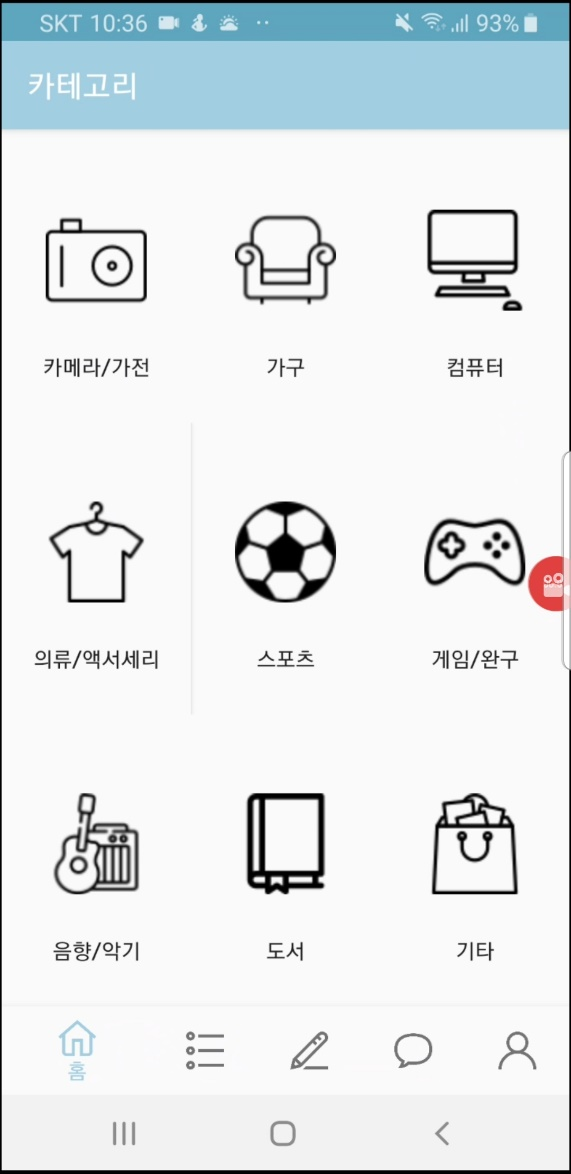 SKT 10:36 93%
카테고리
카메라/가전 가구 컴퓨터
의류/액서세리 스포츠 게임/완구
음향/악기 도서 기타
홈